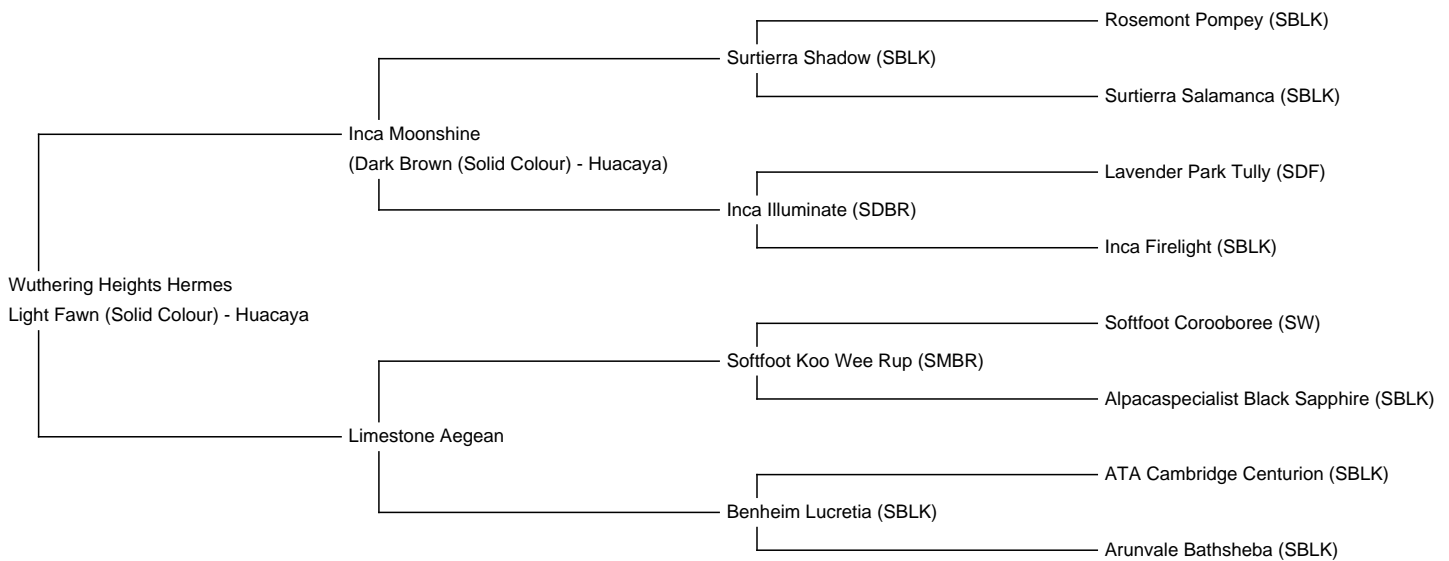 Rosemont Pompey (SBLK)
Surtierra Shadow (SBLK)
Surtierra Salamanca (SBLK)
Inca Moonshine
(Dark Brown (Solid Colour) - Huacaya)
Lavender Park Tully (SDF)
Inca Illuminate (SDBR)
Inca Firelight (SBLK)
Wuthering Heights Hermes
Light Fawn (Solid Colour) - Huacaya
Softfoot Corooboree (SW)
Softfoot Koo Wee Rup (SMBR)
Alpacaspecialist Black Sapphire (SBLK)
Limestone Aegean
ATA Cambridge Centurion (SBLK)
Benheim Lucretia (SBLK)
Arunvale Bathsheba (SBLK)